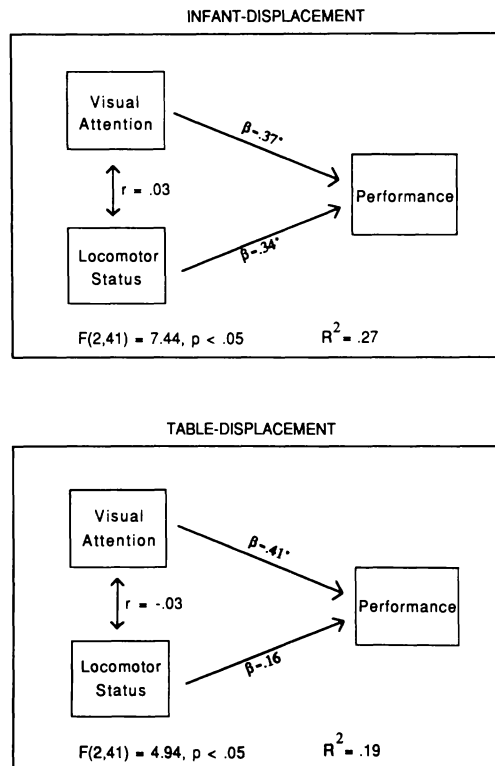 INFANT-DISPLACEMENT
Visual
Attention
β=.37*
r = .03
Performance
Locomotor
Status
β=.34*
F(2,41) = 7.44, p < .05
R² = .27
TABLE-DISPLACEMENT
Visual
Attention
β=.41*
r = -.03
Performance
Locomotor
Status
β=.16
F(2,41) = 4.94, p < .05
R² = .19